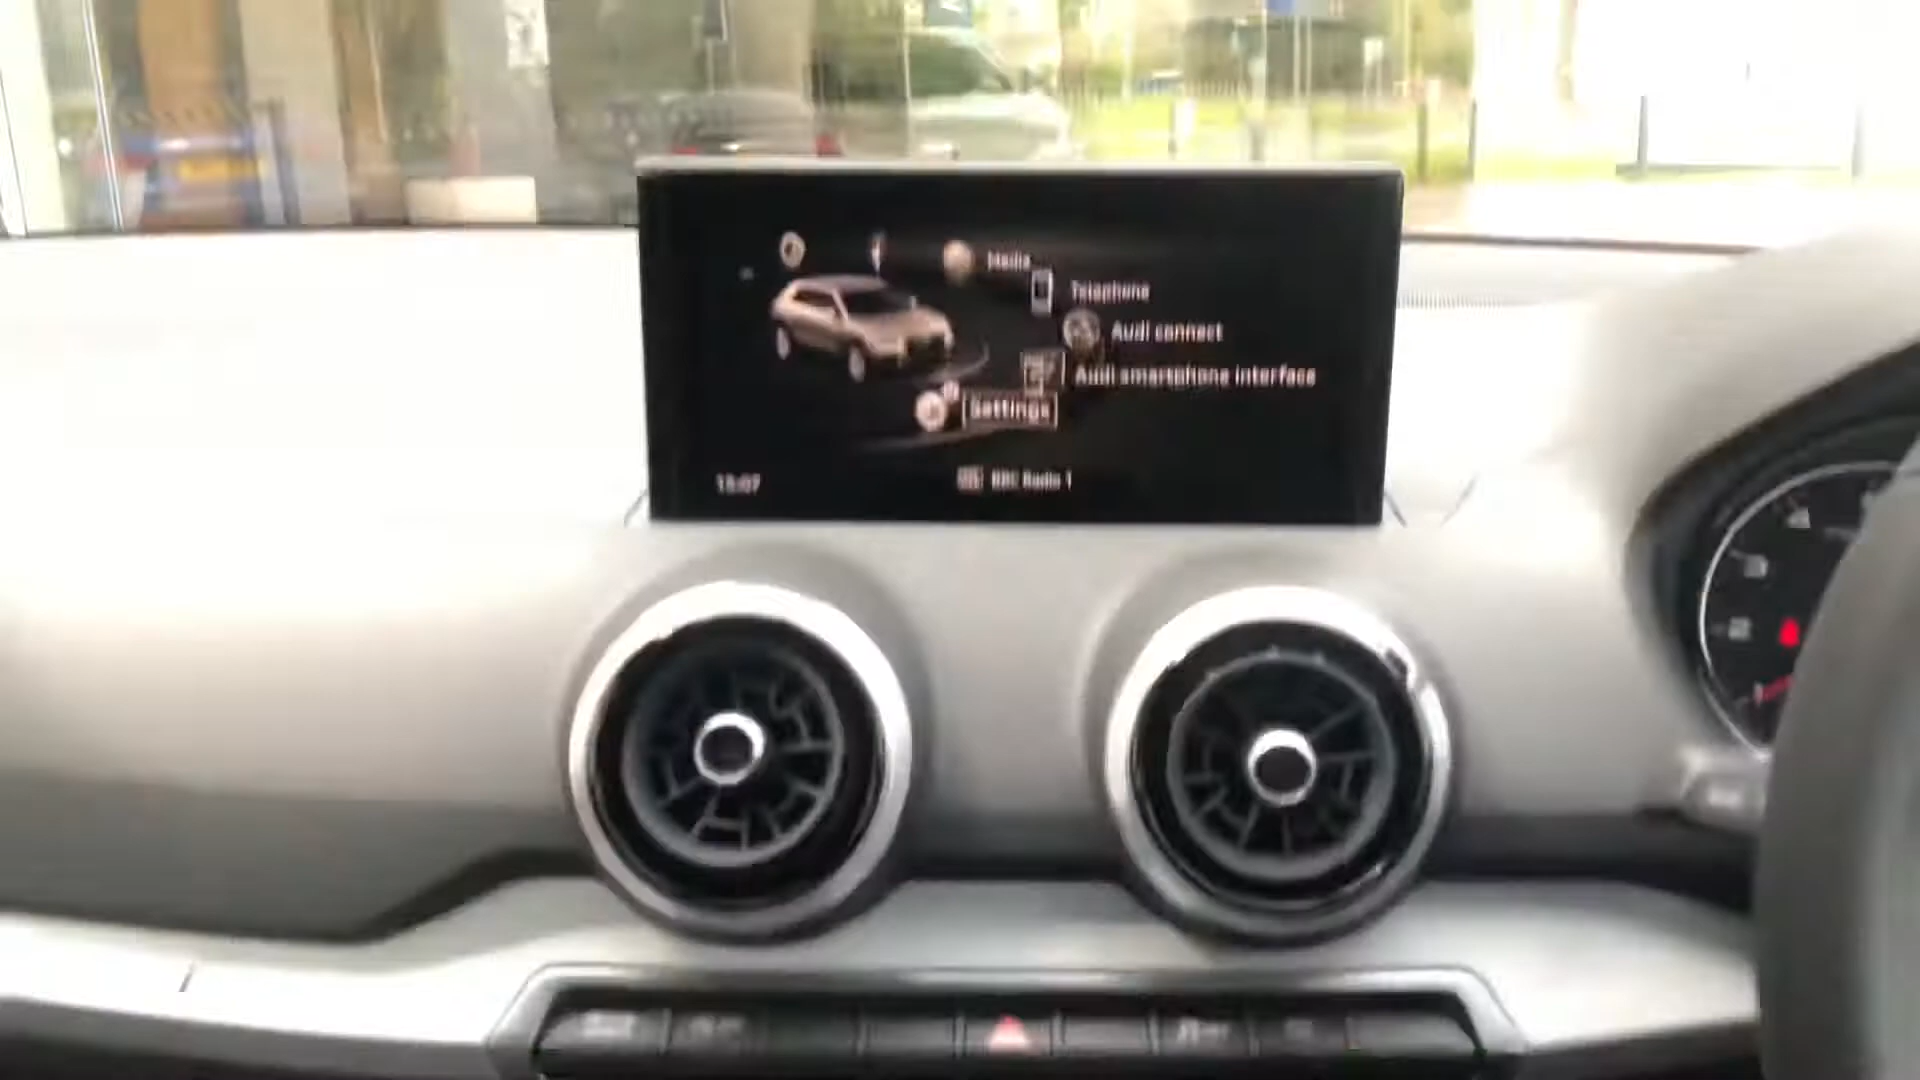 Media
Telephone
Audi connect
Audi smartphone interface
Settings
15:07
BBC Radio 1